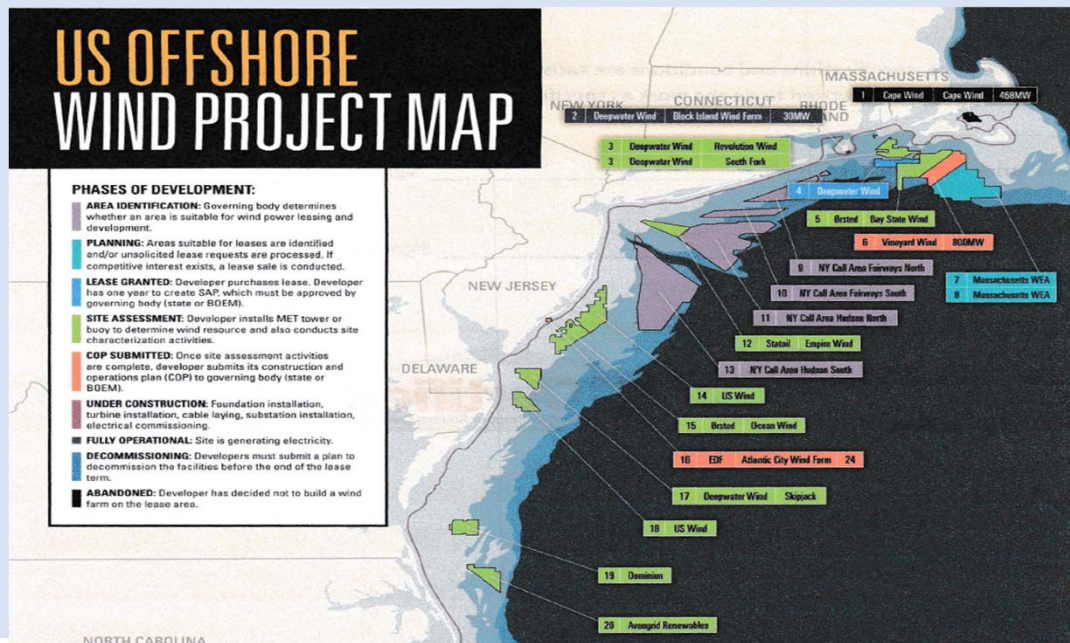 US OFFSHORE
WIND PROJECT MAP
PHASES OF DEVELOPMENT:
AREA IDENTIFICATION: Governing body determines
whether an area is suitable for wind power leasing and
development.
PLANNING: Areas suitable for leases are identified
and/or unsolicited lease requests are processed. If
competitive interest exists, a lease sale is conducted.
LEASE GRANTED: Developer purchases lease. Developer
has one year to create SAP, which must be approved by
governing body (state or BOEM).
SITE ASSESSMENT: Developer installs MET tower or
buoy to determine wind resource and also conducts site
characterization activities.
COP SUBMITTED: Once site assessment activities
are complete, developer submits its construction and
operations plan (COP) to governing body (state or
BOEM).
UNDER CONSTRUCTION: Foundation installation,
turbine installation, cable laying, substation installation,
electrical commissioning.
FULLY OPERATIONAL: Site is generating electricity.
DECOMMISSIONING: Developers must submit a plan to
decommission the facilities before the end of the lease
term.
ABANDONED: Developer has decided not to build a wind
farm on the lease area.
MASSACHUSETTS
1 Cape Wind Cape Wind 468MW
NEW YORK CONNECTICUT RHODE
ISLAND
2 Deepwater Wind Block Island Wind Farm 30MW
3 Deepwater Wind Revolution Wind
3 Deepwater Wind South Fork
4 Deepwater Wind
5 Ørsted Bay State Wind
6 Vineyard Wind 800MW
7 Massachusetts WEA
8 Massachusetts WEA
9 NY Call Area Fairways North
10 NY Call Area Fairways South
11 NY Call Area Hudson North
12 Statail Empire Wind
13 NY Call Area Hudson South
NEW JERSEY
DELAWARE
14 US Wind
15 Ørsted Ocean Wind
16 EDF Atlantic City Wind Farm 24
17 Deepwater Wind Skipjack
18 US Wind
19 Dominion
20 Avengrid Renewables
NORTH CAROLINA